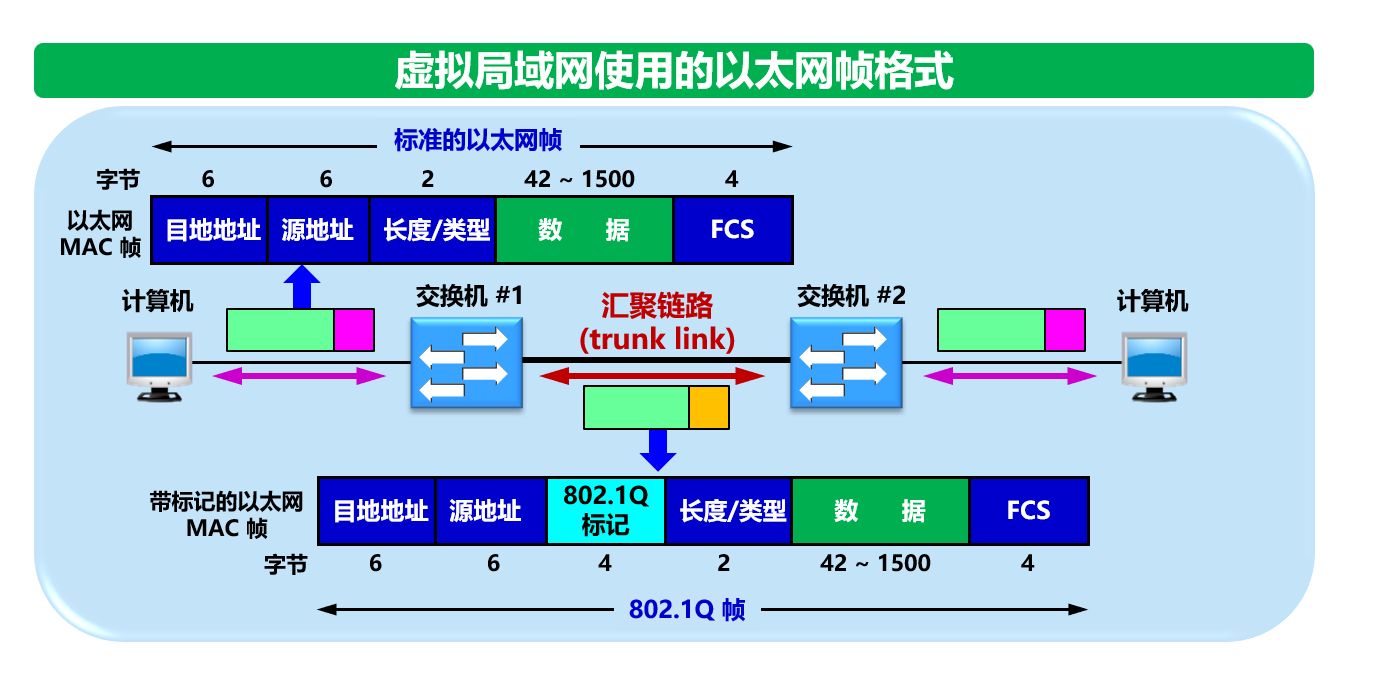 虚拟局域网使用的以太网帧格式
标准的以太网帧
字节 6 6 2 42 ~ 1500 4
以太网
MAC 帧
目地地址 源地址 长度/类型 数 据 FCS
计算机 交换机 #1 汇聚链路 交换机 #2 计算机
(trunk link)
带标记的以太网
MAC 帧
目地地址 源地址 802.1Q 长度/类型 数 据 FCS
标记
字节 6 6 4 2 42 ~ 1500 4
802.1Q 帧